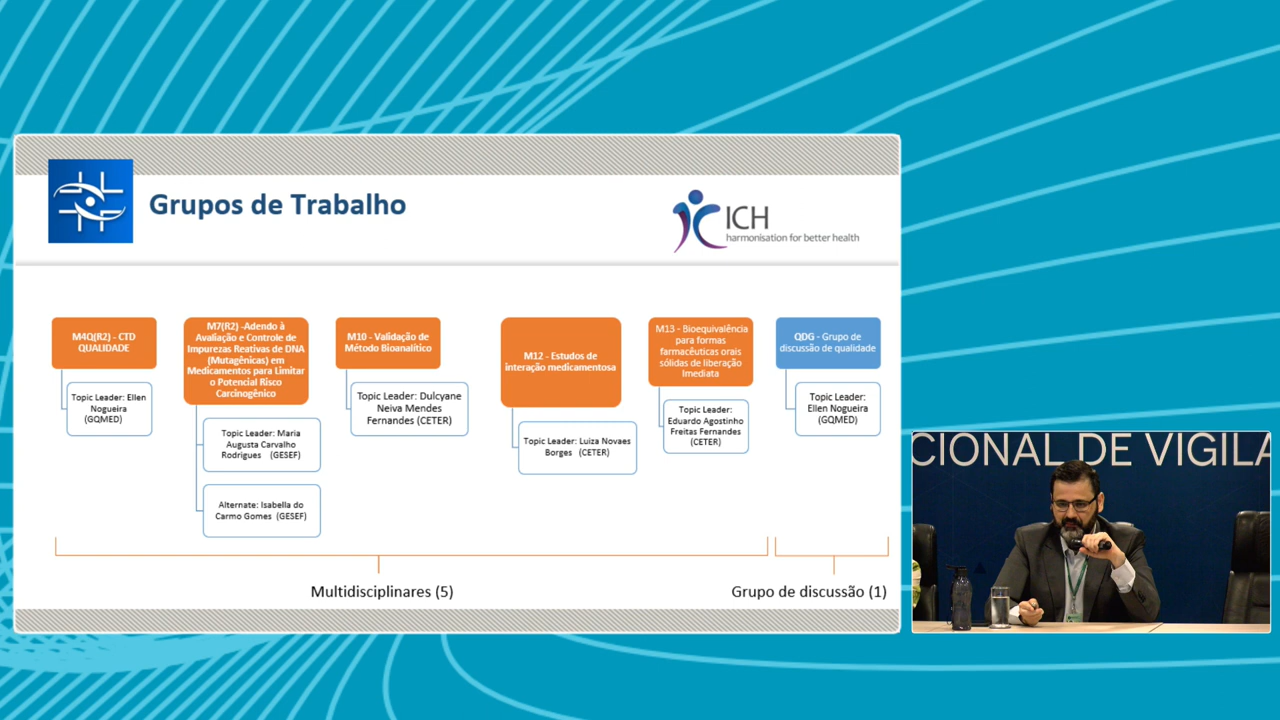 Grupos de Trabalho
ICH
harmonisation for better health
M4Q(R2) - CTD
QUALIDADE
Topic Leader: Ellen
Nogueira
(GQMED)
M7(R2) -Adendo à
Avaliação e Controle de
Impurezas Reativas de DNA
(Mutagênicas) em
Medicamentos para Limitar
o Potencial Risco
Carcinogênico
Topic Leader: Maria
Augusta Carvalho
Rodrigues (GESEF)
Alternate: Isabella do
Carmo Gomes (GESEF)
M10 - Validação de
Método Bioanalítico
Topic Leader: Dulcyane
Neiva Mendes
Fernandes (CETER)
M12 - Estudos de
interação medicamentosa
Topic Leader: Luiza Novaes
Borges (CETER)
M13 - Bioequivalência
para formas
farmacêuticas orais
sólidas de liberação
Imediata
Topic Leader:
Eduardo Agostinho
Freitas Fernandes
(CETER)
QDG - Grupo de
discussão de qualidade
Topic Leader:
Ellen Nogueira
(GQMED)
Multidisciplinares (5)
Grupo de discussão (1)
CIONAL DE VIGILA